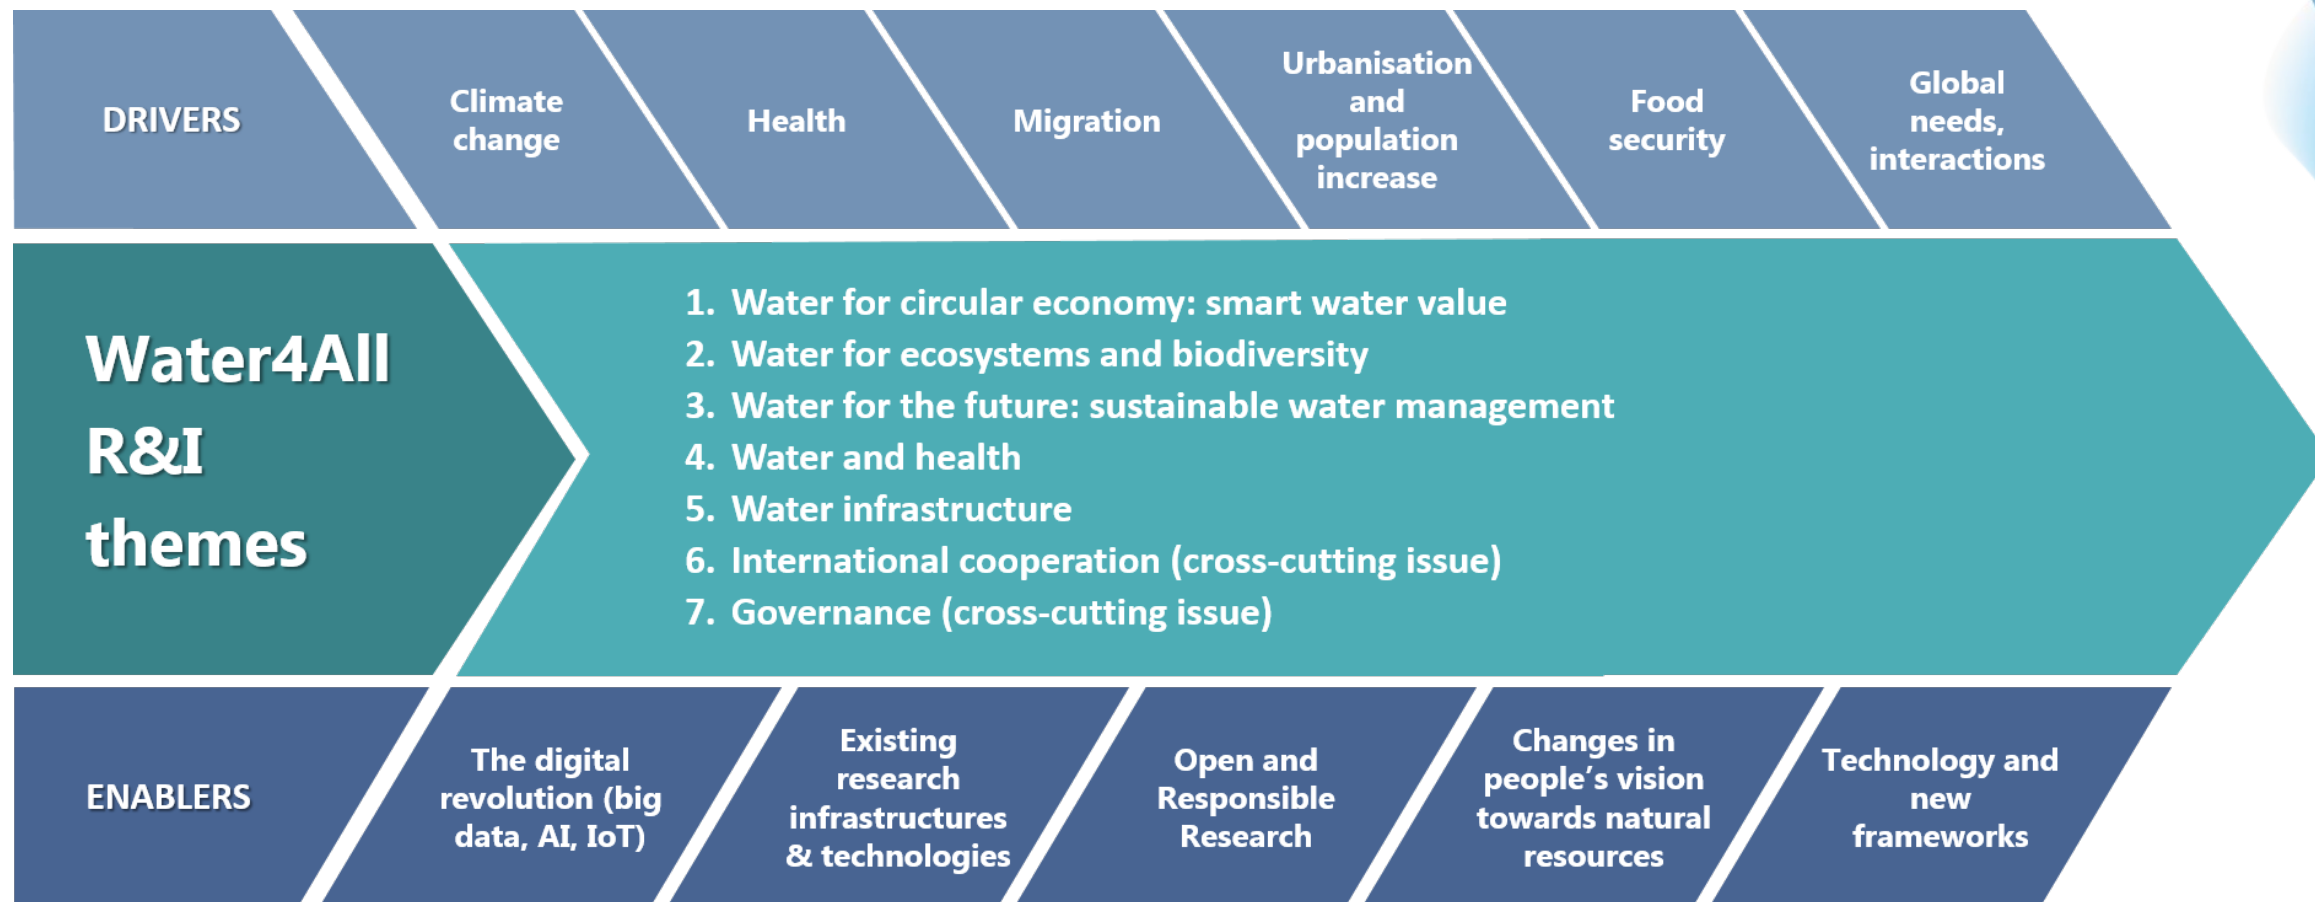 DRIVERS
Climate
change
Health
Migration
Urbanisation
and
population
increase
Food
security
Global
needs,
interactions
Water4All
R&I
themes
1. Water for circular economy: smart water value
2. Water for ecosystems and biodiversity
3. Water for the future: sustainable water management
4. Water and health
5. Water infrastructure
6. International cooperation (cross-cutting issue)
7. Governance (cross-cutting issue)
ENABLERS
The digital
revolution (big
data, AI, IoT)
Existing
research
infrastructures
& technologies
Open and
Responsible
Research
Changes in
people’s vision
towards natural
resources
Technology and
new
frameworks